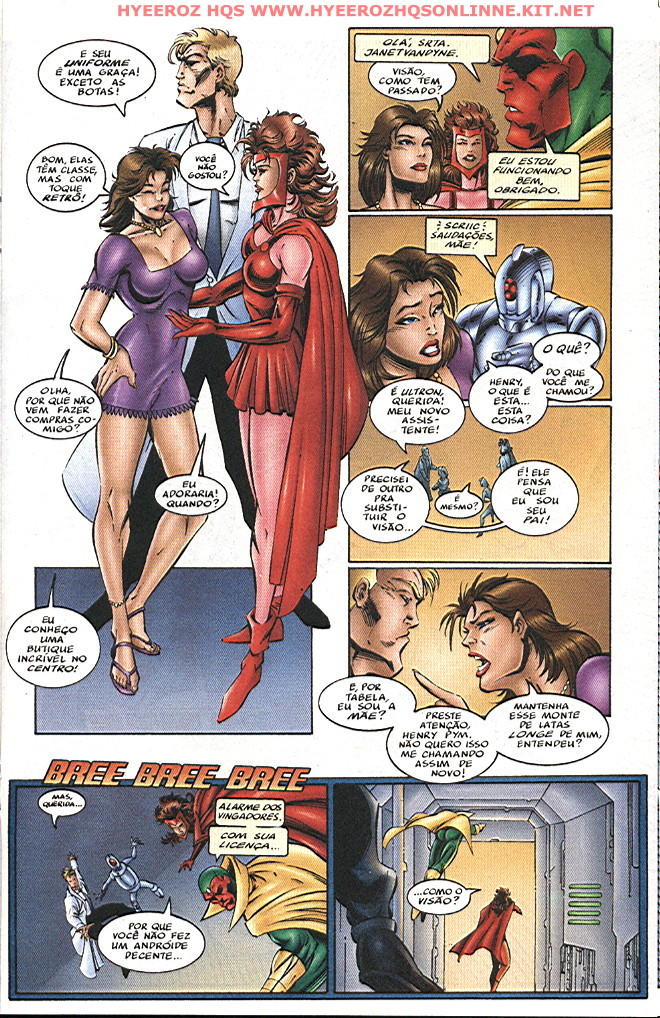 HYEEROZ HQS WWW.HYEEROZHQSONLINNE.KIT.NET
E SEU
UNIFORME
É UMA GRAÇA!
EXCETO AS
BOTAS!
VOCÊ
NÃO
GOSTOU?
BOM, ELAS
TÊM CLASSE,
MAS COM
TOQUE
RETRÔ!
OLHA,
POR QUE NÃO
VEM FAZER
COMPRAS CO-
MIGO?
EU
ADORARIA!
QUANDO?
EU
CONHEÇO
UMA
BUTIQUE
INCRÍVEL NO
CENTRO!
OLÁ, SRTA.
JANETVANDYNE.
VISÃO,
COMO TEM
PASSADO?
EU ESTOU
FUNCIONANDO
BEM,
OBRIGADO.
SCRIIC
SAUDAÇÕES,
MÃE!
O QUÊ?
DO QUE
VOCÊ ME
CHAMOU?
HENRY,
O QUE É
ESTA...
ESTA
COISA?
É ULTRON,
QUERIDA!
MEU NOVO
ASSIS-
TENTE!
PRECISEI
DE OUTRO
PRA
SUBSTI-
TUIR O
VISÃO...
É
MESMO?
É! ELE
PENSA
QUE
EU SOU
SEU
PAI!
E, POR
TABELA,
EU SOU A
MÃE?
PRESTE
ATENÇÃO,
HENRY PYM.
NÃO QUERO ISSO
ME CHAMANDO
ASSIM DE
NOVO!
MANTENHA
ESSE MONTE
DE LATAS
LONGE DE MIM,
ENTENDEU?
BREE BREE BREE
MAS,
QUERIDA...
ALARME DOS
VINGADORES.
COM SUA
LICENÇA...
POR QUE
VOCÊ NÃO FEZ
UM ANDRÓIDE
DECENTE...
...COMO O
VISÃO?